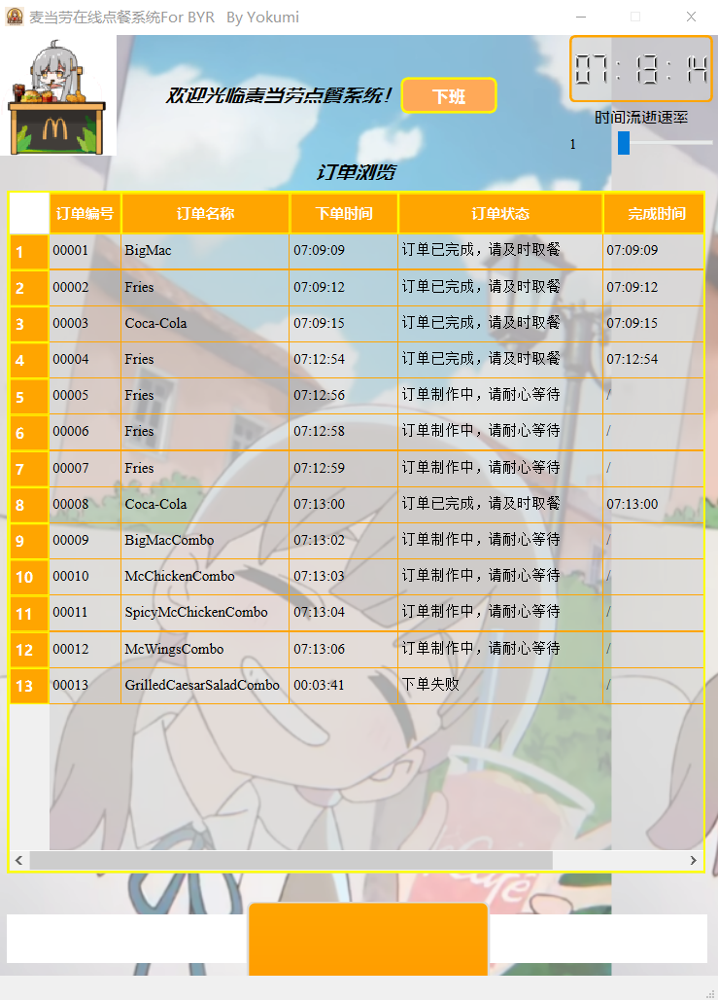 麦当劳在线点餐系统For BYR By Yokumi
欢迎光临麦当劳点餐系统！
下班
07:13:14
时间流逝速率
1
订单浏览
订单编号 订单名称 下单时间 订单状态 完成时间
1 00001 BigMac 07:09:09 订单已完成，请及时取餐 07:09:09
2 00002 Fries 07:09:12 订单已完成，请及时取餐 07:09:12
3 00003 Coca-Cola 07:09:15 订单已完成，请及时取餐 07:09:15
4 00004 Fries 07:12:54 订单已完成，请及时取餐 07:12:54
5 00005 Fries 07:12:56 订单制作中，请耐心等待 /
6 00006 Fries 07:12:58 订单制作中，请耐心等待 /
7 00007 Fries 07:12:59 订单制作中，请耐心等待 /
8 00008 Coca-Cola 07:13:00 订单已完成，请及时取餐 07:13:00
9 00009 BigMacCombo 07:13:02 订单制作中，请耐心等待 /
10 00010 McChickenCombo 07:13:03 订单制作中，请耐心等待 /
11 00011 SpicyMcChickenCombo 07:13:04 订单制作中，请耐心等待 /
12 00012 McWingsCombo 07:13:06 订单制作中，请耐心等待 /
13 00013 GrilledCaesarSaladCombo 00:03:41 下单失败 /